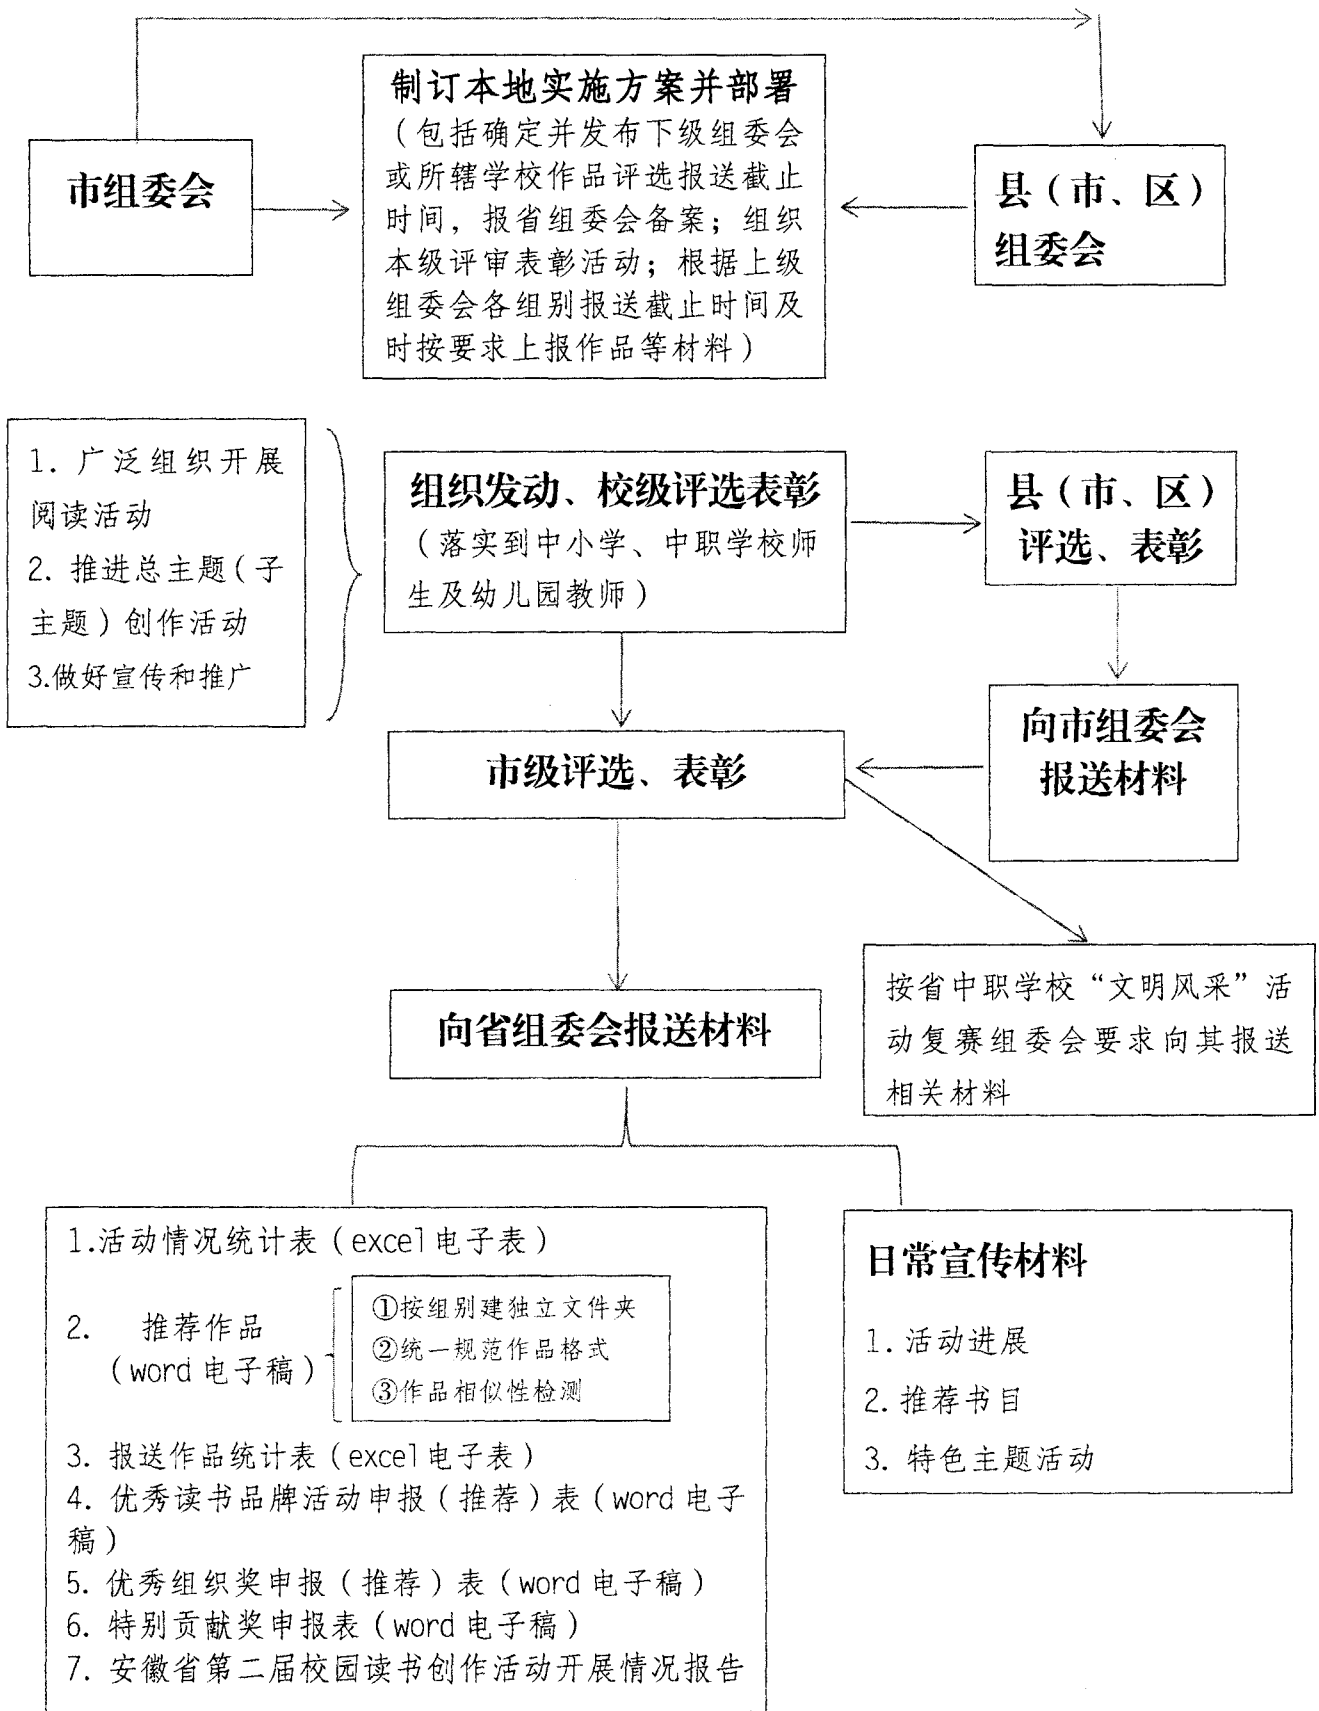 制订本地实施方案并部署
（包括确定并发布下级组委会
或所辖学校作品评选报送截止
时间，报省组委会备案；组织
本级评审表彰活动；根据上级
组委会各组别报送截止时间及
时按要求上报作品等材料）
市组委会
县（市、区）
组委会
1. 广泛组织开展
阅读活动
2. 推进总主题（子
主题）创作活动
3.做好宣传和推广
组织发动、校级评选表彰
（落实到中小学、中职学校师
生及幼儿园教师）
县（市、区）
评选、表彰
向市组委会
报送材料
市级评选、表彰
按省中职学校“文明风采”活
动复赛组委会要求向其报送
相关材料
向省组委会报送材料
1.活动情况统计表（excel电子表）
2. 推荐作品
（word电子稿）
①按组别建独立文件夹
②统一规范作品格式
③作品相似性检测
3. 报送作品统计表（excel电子表）
4. 优秀读书品牌活动申报（推荐）表（word电子
稿）
5. 优秀组织奖申报（推荐）表（word电子稿）
6. 特别贡献奖申报表（word电子稿）
7. 安徽省第二届校园读书创作活动开展情况报告
日常宣传材料
1. 活动进展
2. 推荐书目
3. 特色主题活动